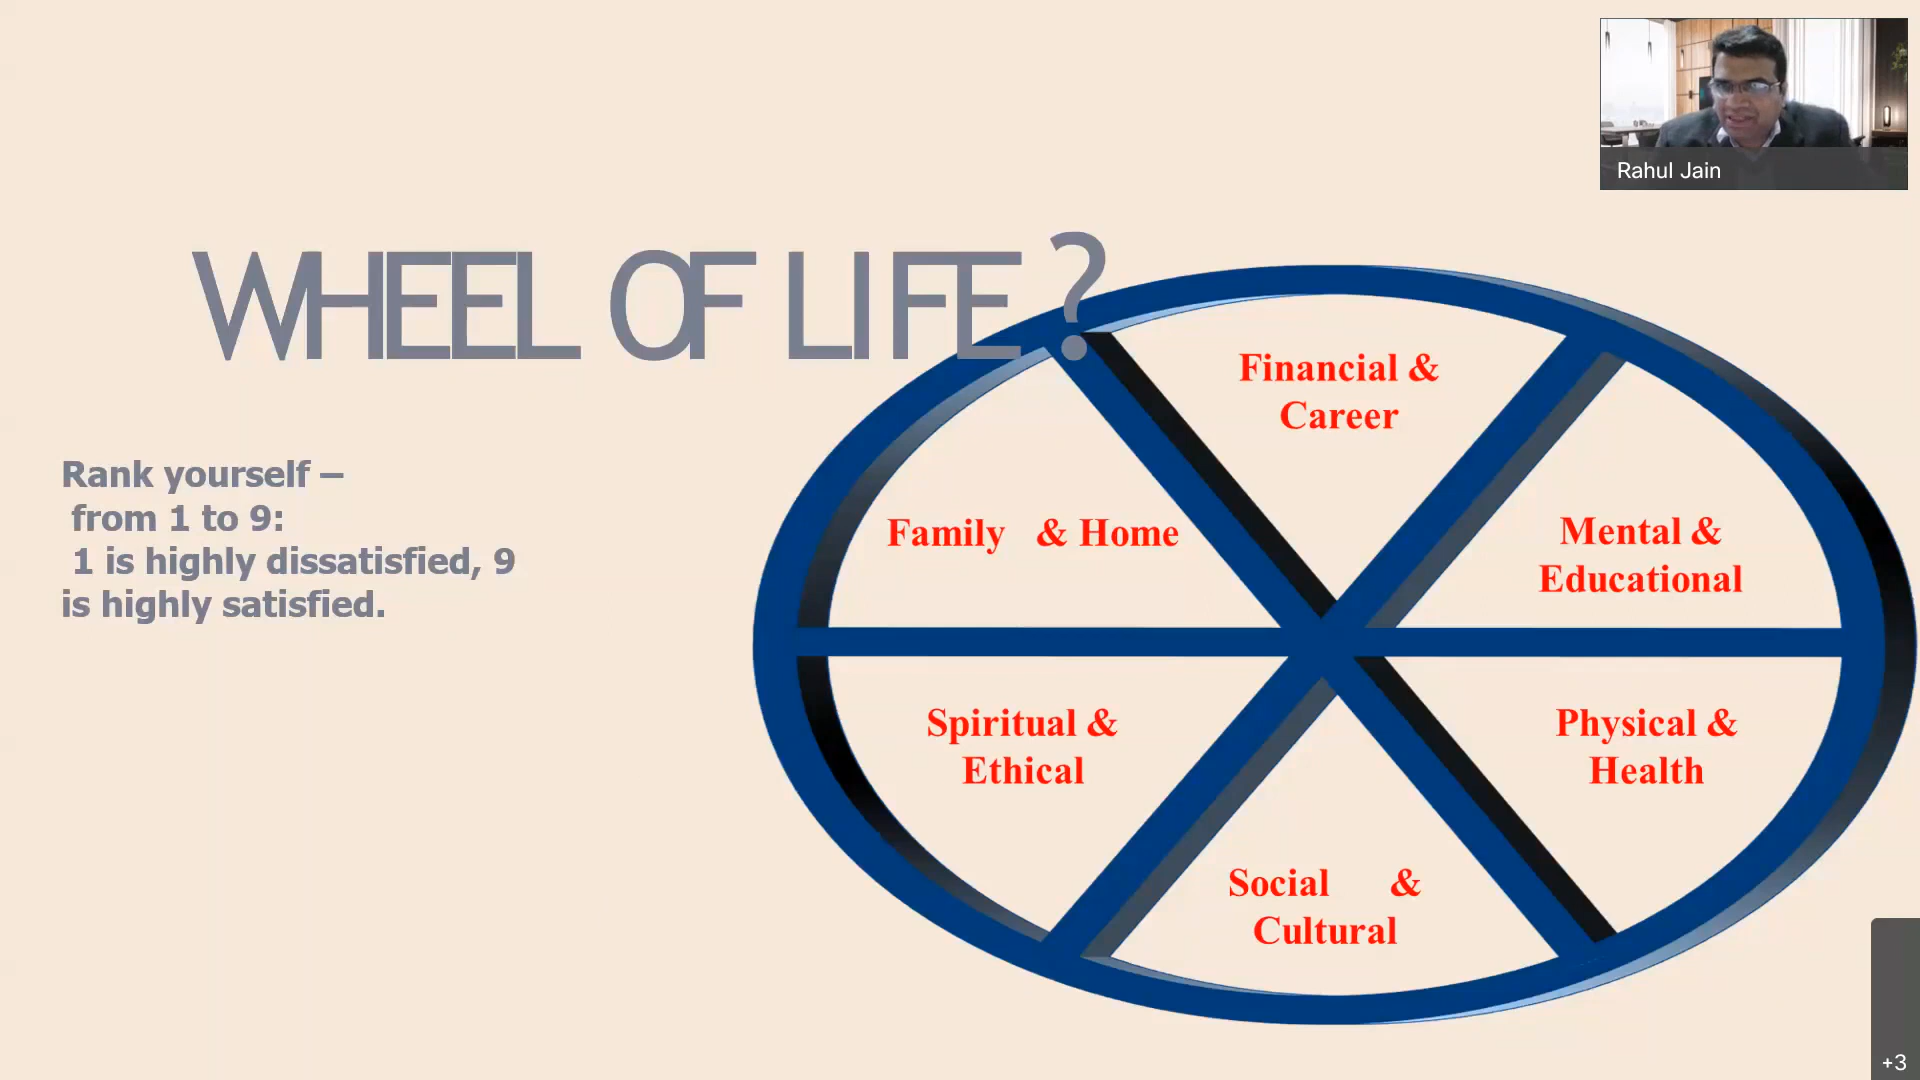 Rahul Jain
WHEEL OF LIFE ?
Rank yourself –
from 1 to 9:
1 is highly dissatisfied, 9
is highly satisfied.
Financial &
Career
Family & Home
Mental &
Educational
Spiritual &
Ethical
Physical &
Health
Social &
Cultural
+3